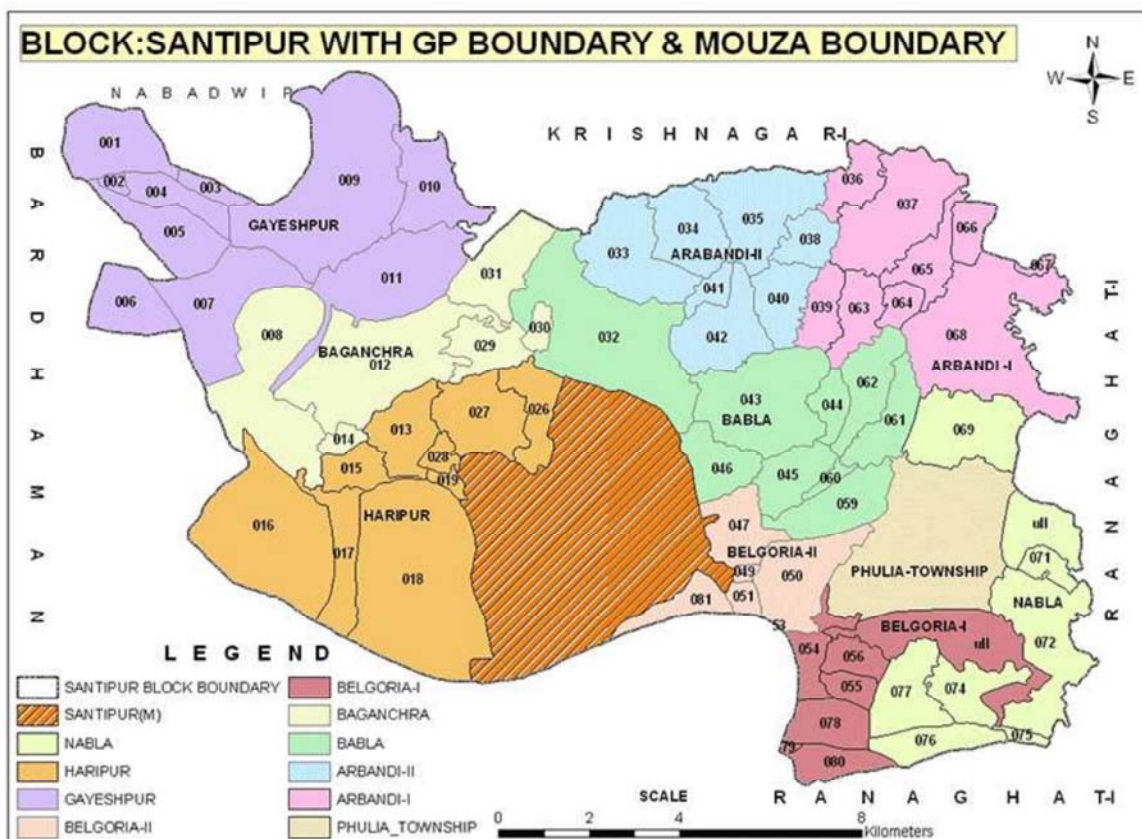 BLOCK:SANTIPUR WITH GP BOUNDARY & MOUZA BOUNDARY
N
W E
S
NABADWIP
KRISHNAGAR-I
BARDHAMAN
RANAGHAT-I
001
002
003
004
005
006
007
009
010
011
GAYESHPUR
008
031
030
029
BAGANCHRA
012
014
013
027
026
028
019
015
016
017
018
HARIPUR
033
034
035
038
ARABANDI-II
041
040
042
036
037
066
067
065
064
063
039
068
ARBANDI -I
032
043
BABLA
044
062
061
046
045
060
059
069
047
BELGORIA-II
049
050
051
081
53
PHULIA-TOWNSHIP
ull
071
NABLA
072
BELGORIA-I
054
056
ull
055
077
074
078
076
075
79
080
LEGEND
SANTIPUR BLOCK BOUNDARY
SANTIPUR(M)
NABLA
HARIPUR
GAYESHPUR
BELGORIA-II
BELGORIA-I
BAGANCHRA
BABLA
ARBANDI-II
ARBANDI-I
PHULIA_TOWNSHIP
SCALE
0 2 4 8
Kilometers
RANAGHAT-I